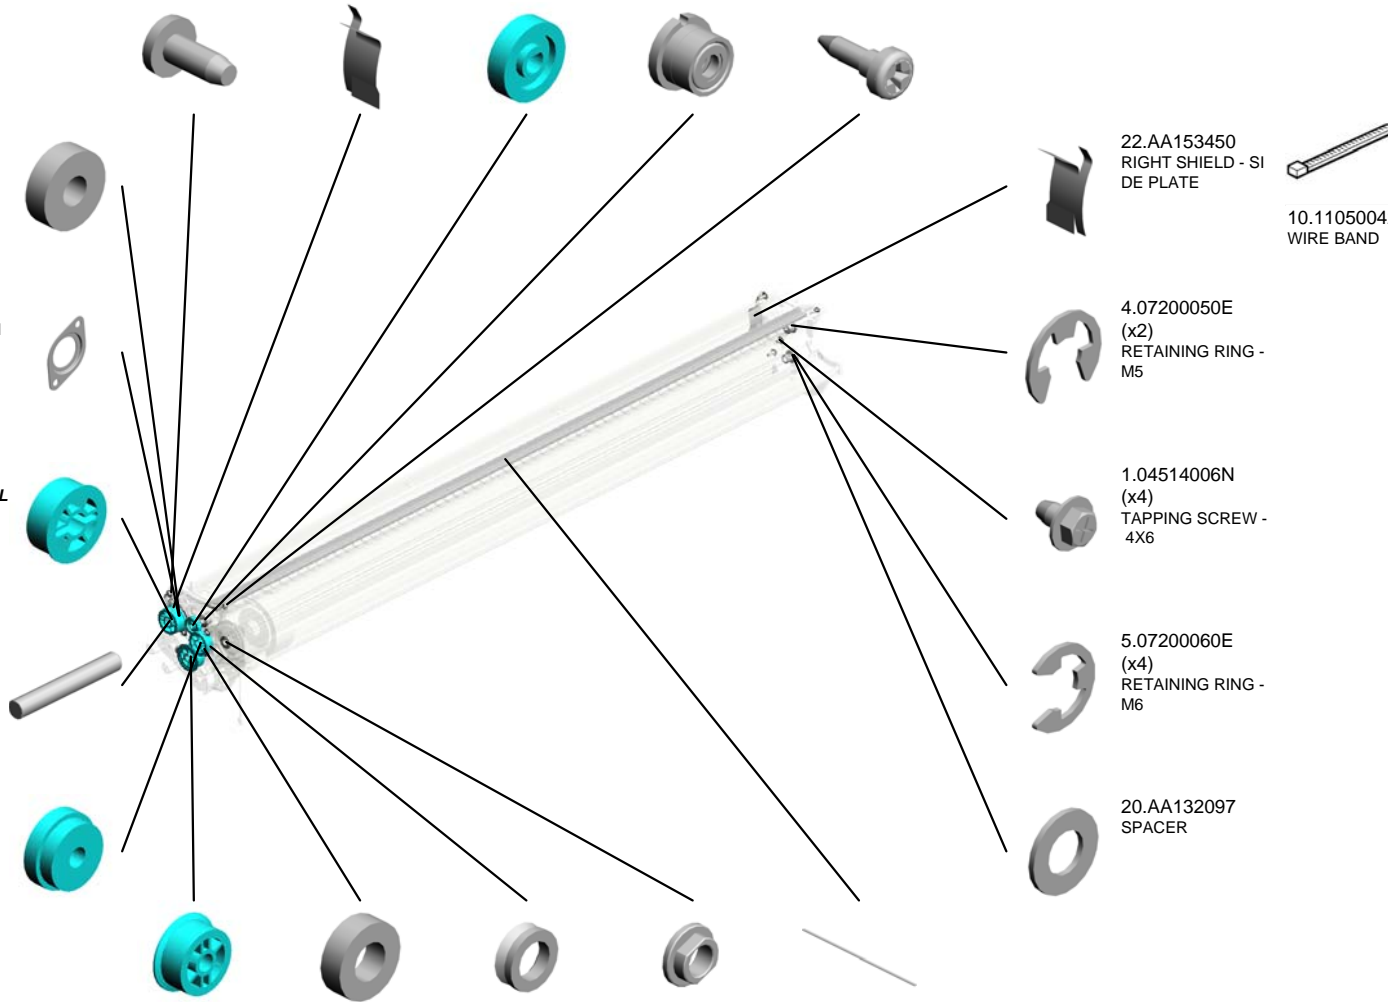 22.AA153450
RIGHT SHIELD - SI
DE PLATE
10.1105004
WIRE BAND
4.07200050E
(x2)
RETAINING RING -
M5
L
1.04514006N
(x4)
TAPPING SCREW -
4X6
5.07200060E
(x4)
RETAINING RING -
M6
20.AA132097
SPACER